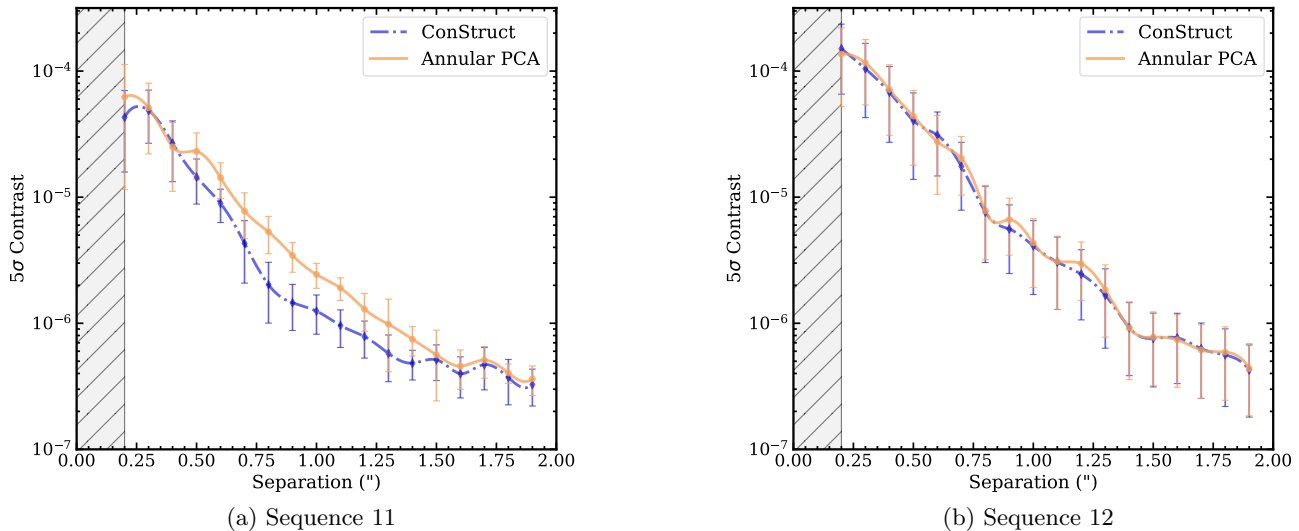 ConStruct
Annular PCA
10⁻⁴
10⁻⁵
10⁻⁶
10⁻⁷
5σ Contrast
0.00 0.25 0.50 0.75 1.00 1.25 1.50 1.75 2.00
Separation (")
(a) Sequence 11
ConStruct
Annular PCA
10⁻⁴
10⁻⁵
10⁻⁶
10⁻⁷
5σ Contrast
0.00 0.25 0.50 0.75 1.00 1.25 1.50 1.75 2.00
Separation (")
(b) Sequence 12